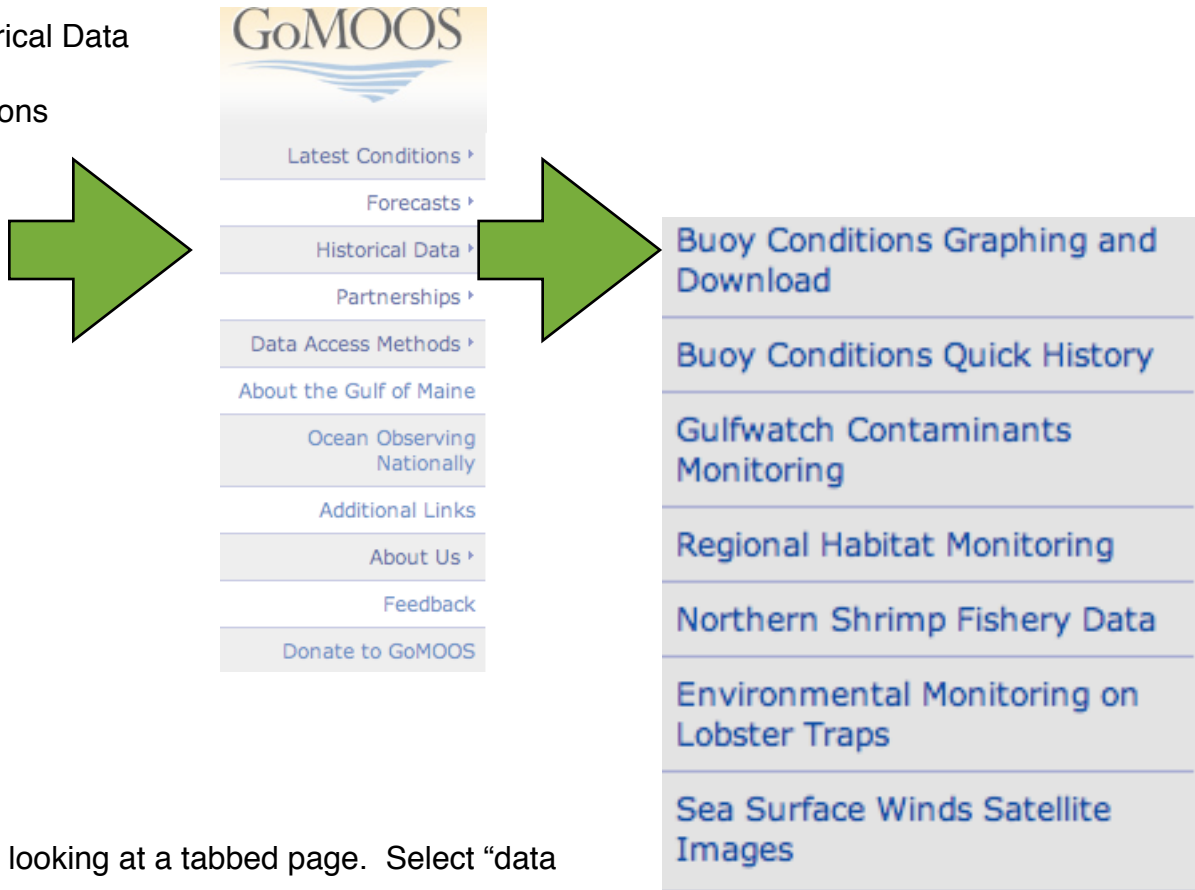 rical Data
ons
GoMOOS
Latest Conditions
Forecasts
Historical Data
Partnerships
Data Access Methods
About the Gulf of Maine
Ocean Observing
Nationally
Additional Links
About Us
Feedback
Donate to GoMOOS
Buoy Conditions Graphing and
Download
Buoy Conditions Quick History
Gulfwatch Contaminants
Monitoring
Regional Habitat Monitoring
Northern Shrimp Fishery Data
Environmental Monitoring on
Lobster Traps
Sea Surface Winds Satellite
Images
looking at a tabbed page.  Select “data